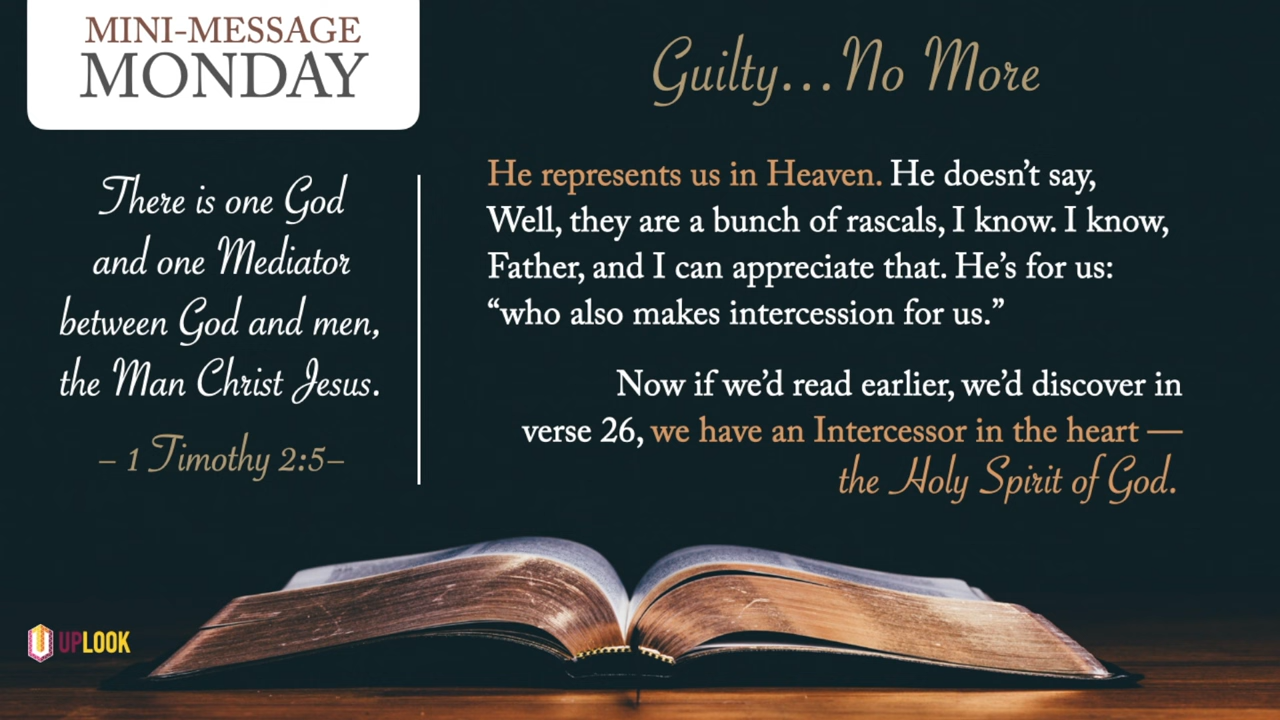 MINI-MESSAGE
MONDAY
Guilty...No More
There is one God
and one Mediator
between God and men,
the Man Christ Jesus.
– 1 Timothy 2:5–
He represents us in Heaven. He doesn’t say,
Well, they are a bunch of rascals, I know. I know,
Father, and I can appreciate that. He’s for us:
“who also makes intercession for us.”
Now if we’d read earlier, we’d discover in
verse 26, we have an Intercessor in the heart —
the Holy Spirit of God.
UPLOOK